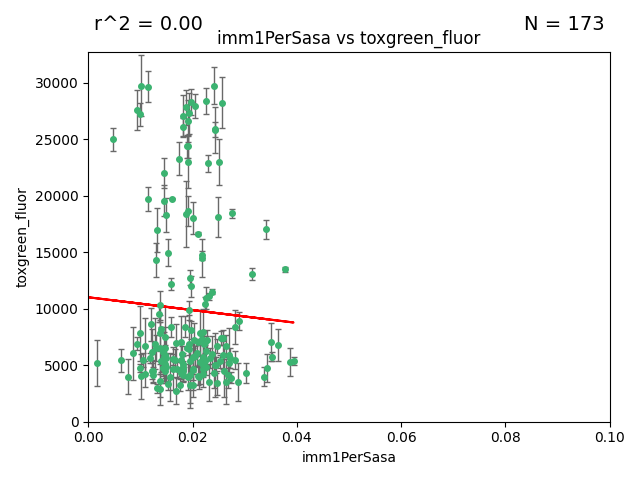 r^2 = 0.00
N = 173
imm1PerSasa vs toxgreen_fluor
30000
25000
20000
15000
10000
5000
0
toxgreen_fluor
0.00
0.02
0.04
0.06
0.08
0.10
imm1PerSasa